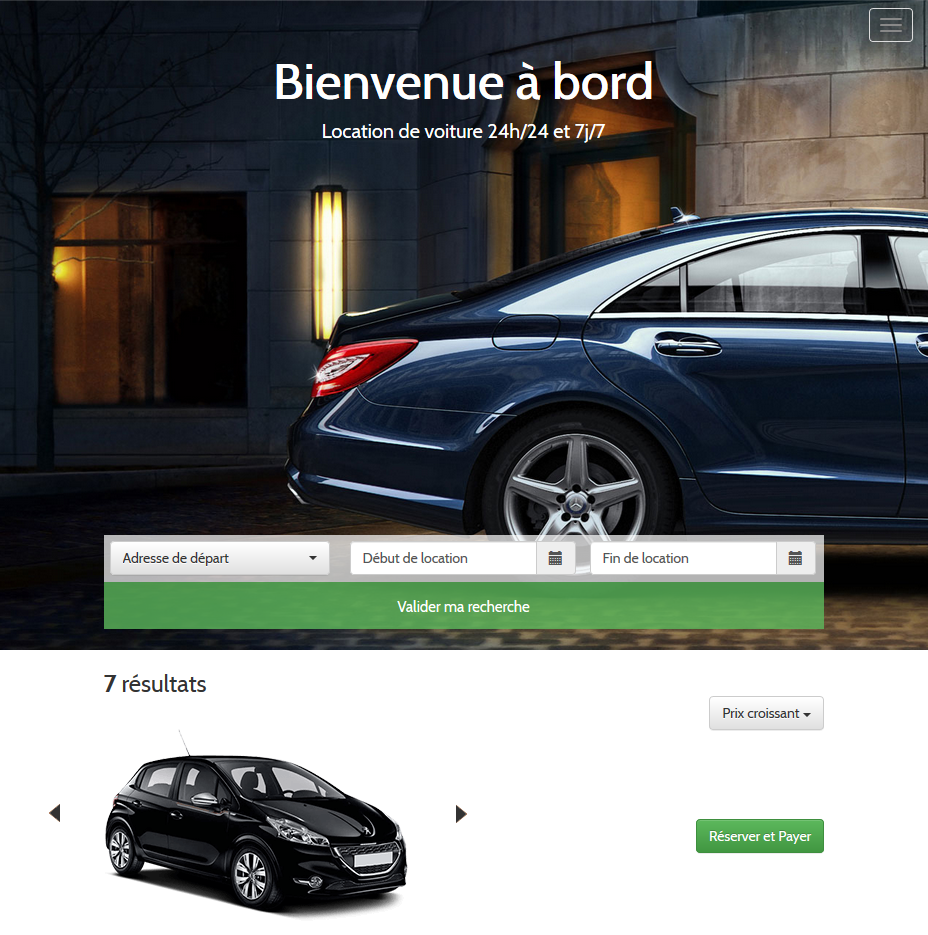 Bienvenue à bord
Location de voiture 24h/24 et 7j/7
Adresse de départ
Début de location
Fin de location
Valider ma recherche
7 résultats
Prix croissant
Réserver et Payer